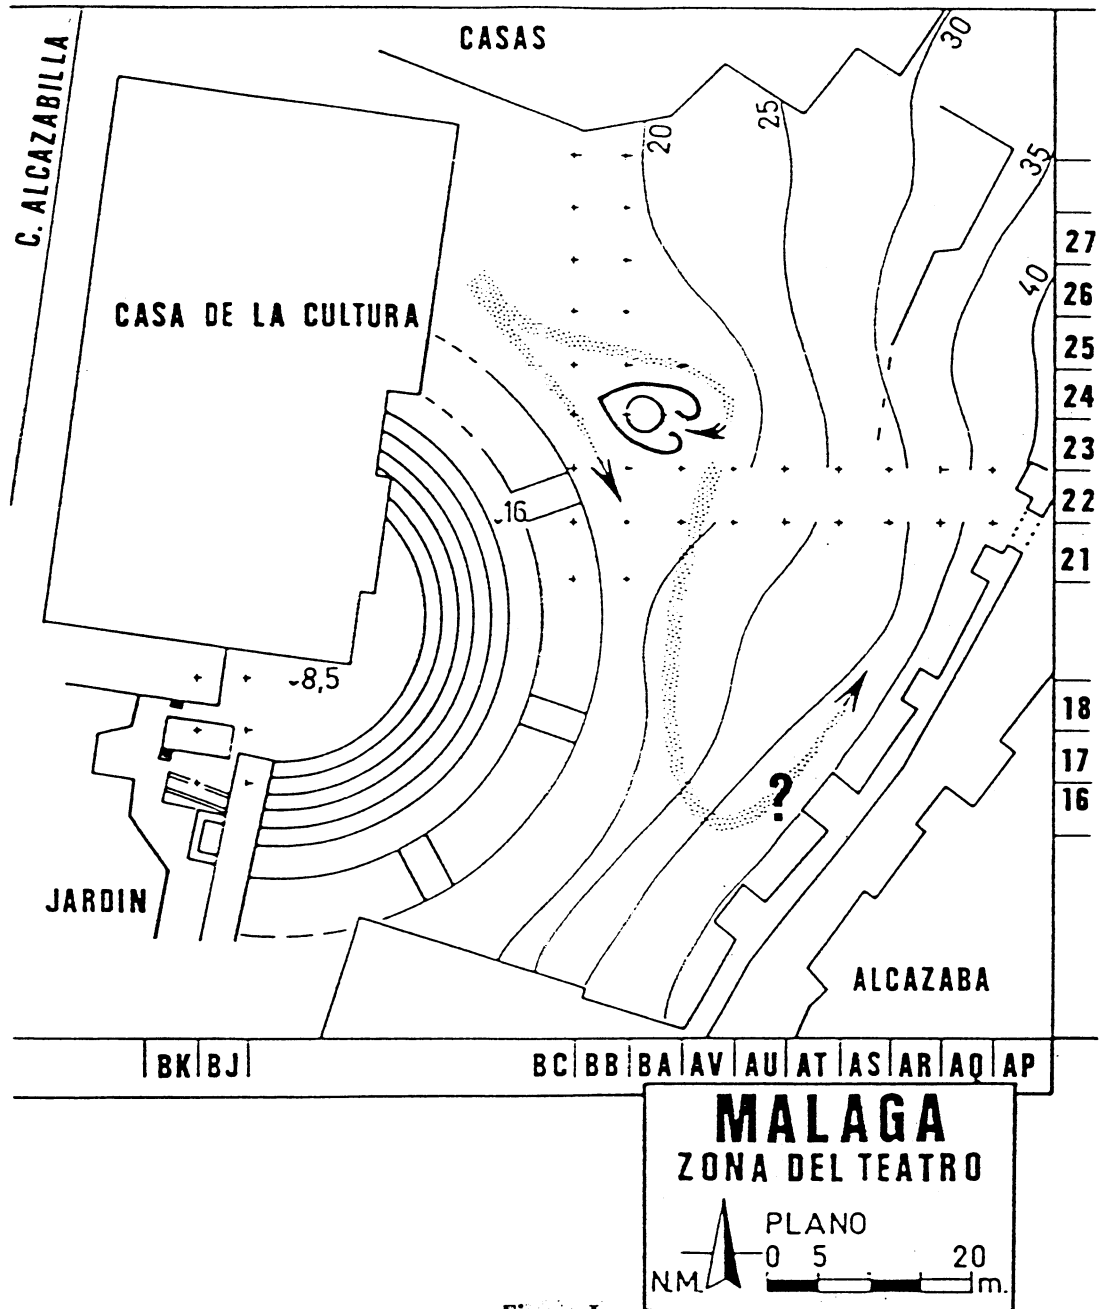 CASAS
C. ALCAZABILLA
30
25
20
35
27
40
26
CASA DE LA CULTURA
25
24
23
22
16
21
8,5
18
17
?
16
JARDIN
ALCAZABA
BK BJ BC BB BA AV AU AT AS AR AQ AP
MALAGA
ZONA DEL TEATRO
PLANO
0 5 20
N.M. m.